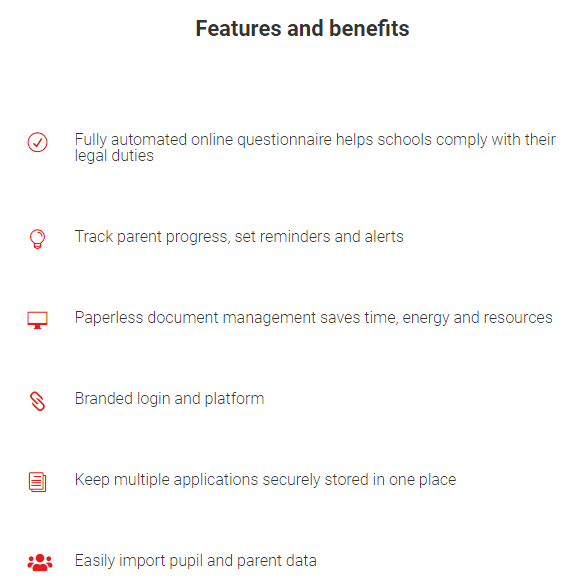 Features and benefits
Fully automated online questionnaire helps schools comply with their
legal duties
Track parent progress, set reminders and alerts
Paperless document management saves time, energy and resources
Branded login and platform
Keep multiple applications securely stored in one place
Easily import pupil and parent data